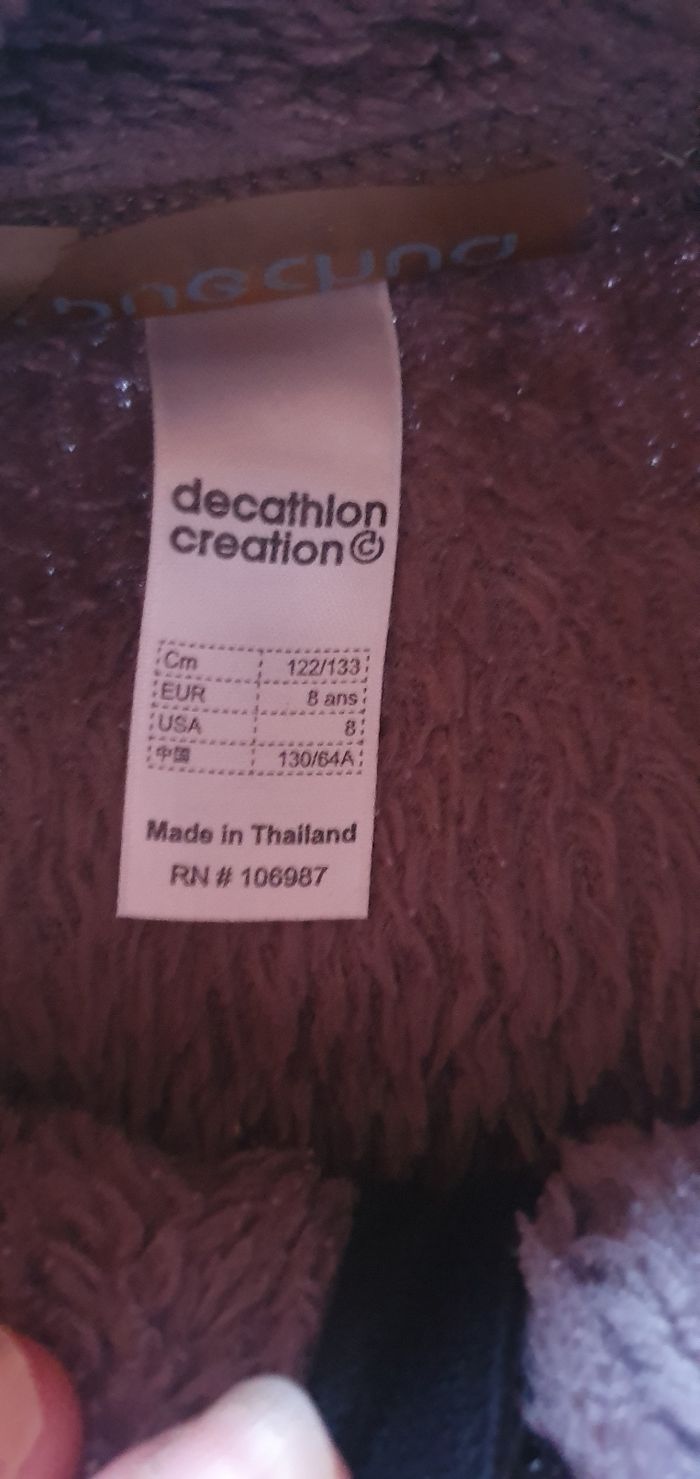 decathlon
creation ©
Cm 122/133
EUR 8 ans
USA 8
中国 130/64A
Made in Thailand
RN # 106987